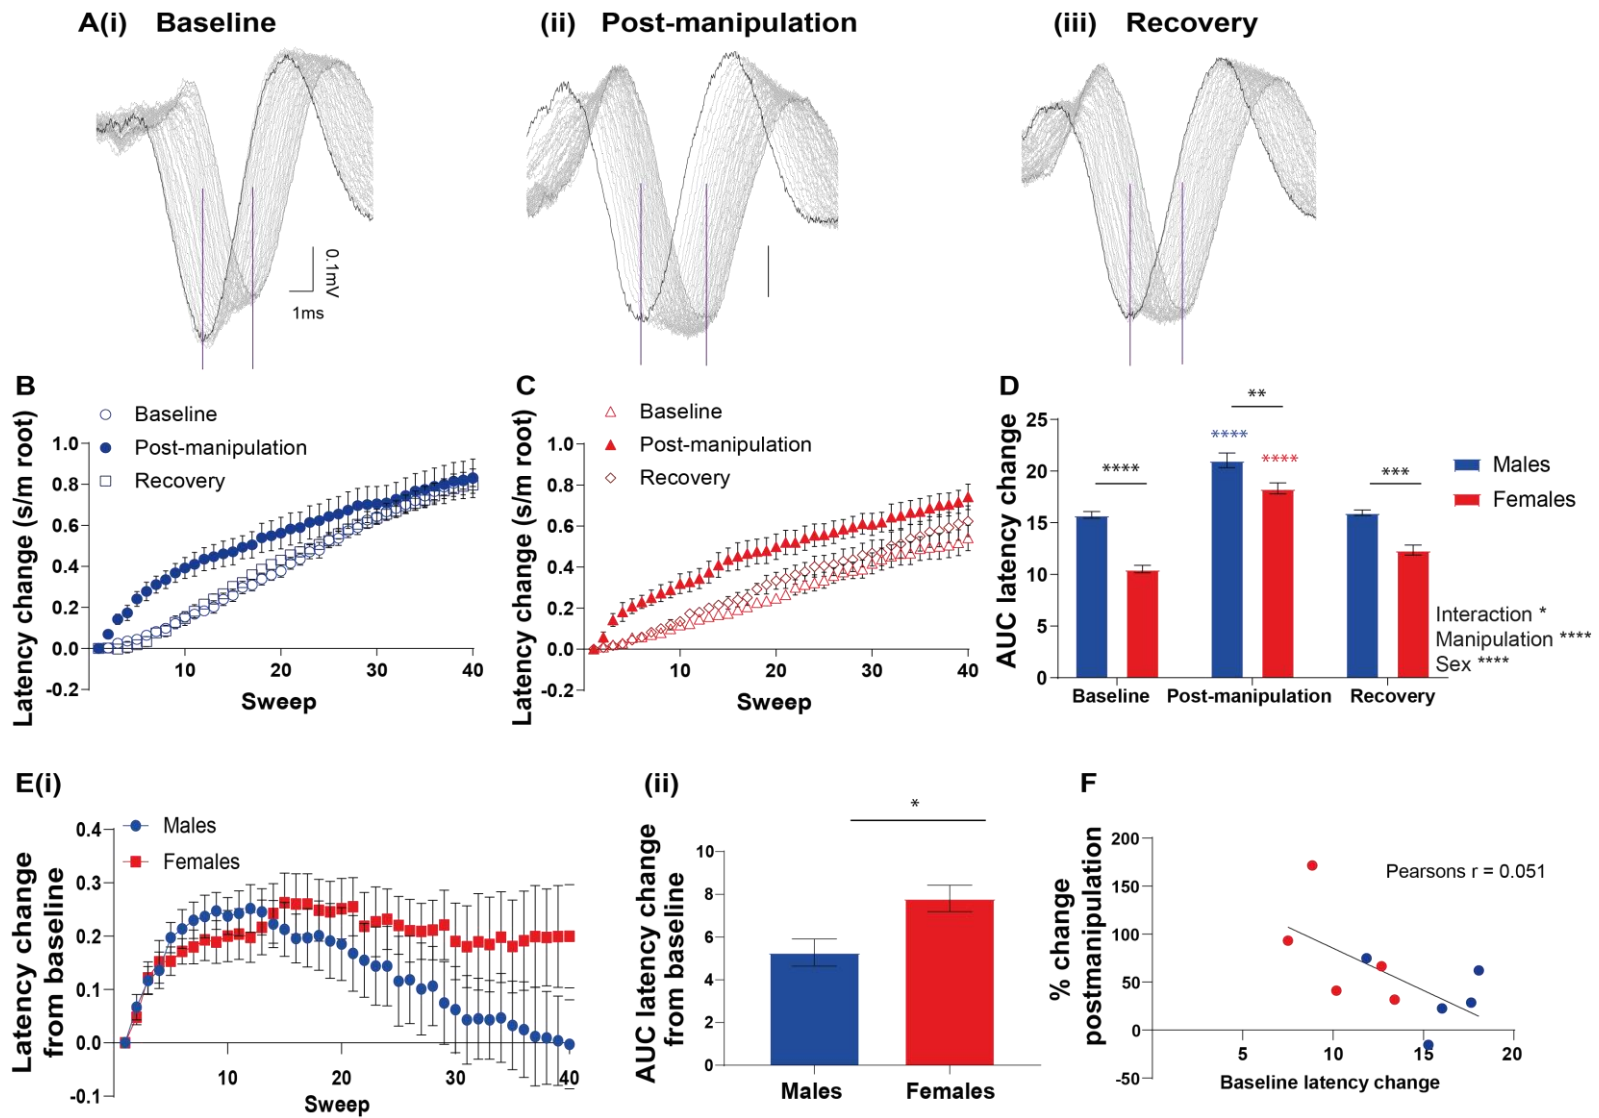 A(i) Baseline
(ii) Post-manipulation
(iii) Recovery
0.1mV
1ms
B
Baseline
Post-manipulation
Recovery
Latency change (s/m root)
1.0
0.8
0.6
0.4
0.2
0.0
-0.2
10 20 30 40
Sweep
C
Baseline
Post-manipulation
Recovery
Latency change (s/m root)
1.0
0.8
0.6
0.4
0.2
0.0
-0.2
10 20 30 40
Sweep
D
AUC latency change
25
20
15
10
5
0
****
****
**
****
***
Baseline Post-manipulation Recovery
Males
Females
Interaction *
Manipulation ****
Sex ****
E(i)
Males
Females
Latency change
from baseline
0.4
0.3
0.2
0.1
0.0
-0.1
10 20 30 40
Sweep
(ii)
AUC latency change
from baseline
10
8
6
4
2
0
*
Males Females
F
% change
postmanipulation
200
150
100
50
0
-50
Pearsons r = 0.051
5 10 15 20
Baseline latency change